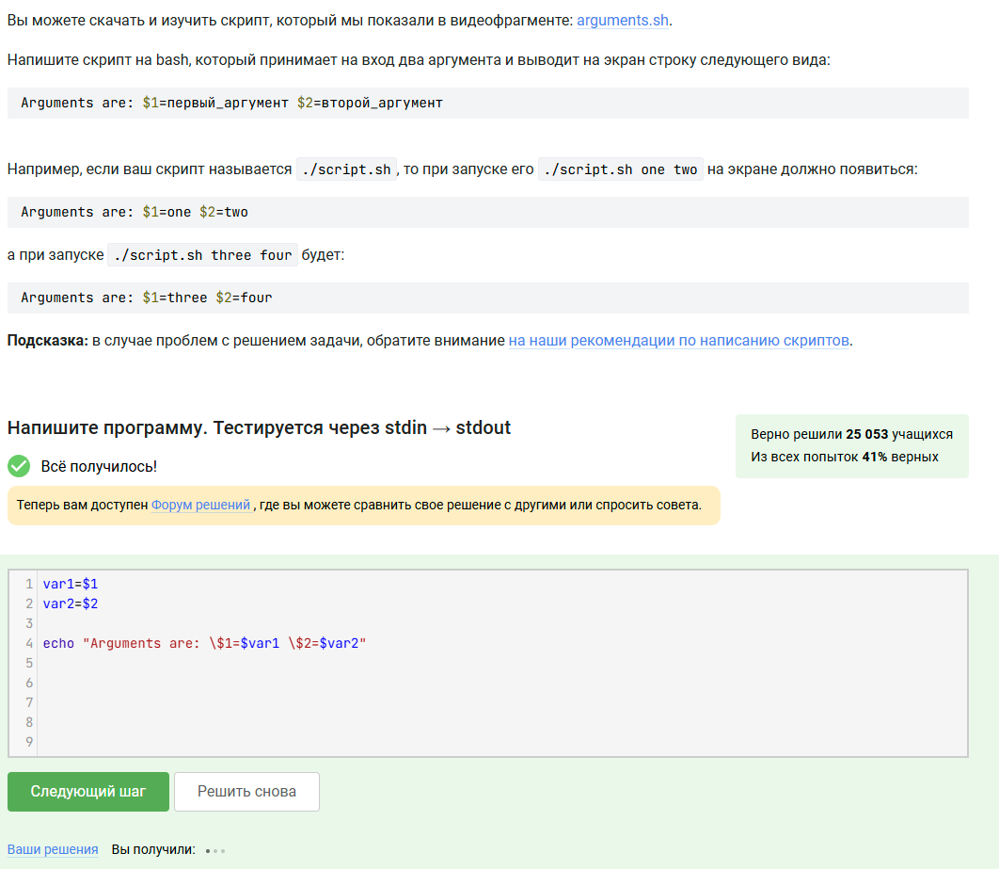 Вы можете скачать и изучить скрипт, который мы показали в видеофрагменте: arguments.sh.
Напишите скрипт на bash, который принимает на вход два аргумента и выводит на экран строку следующего вида:
Arguments are: $1=первый_аргумент $2=второй_аргумент
Например, если ваш скрипт называется ./script.sh, то при запуске его ./script.sh one two на экране должно появиться:
Arguments are: $1=one $2=two
а при запуске ./script.sh three four будет:
Arguments are: $1=three $2=four
Подсказка: в случае проблем с решением задачи, обратите внимание на наши рекомендации по написанию скриптов.
Напишите программу. Тестируется через stdin → stdout
Верно решили 25 053 учащихся
Из всех попыток 41% верных
Всё получилось!
Теперь вам доступен Форум решений, где вы можете сравнить свое решение с другими или спросить совета.
1 var1=$1
2 var2=$2
3
4 echo "Arguments are: \$1=$var1 \$2=$var2"
5
6
7
8
9
Следующий шаг Решить снова
Ваши решения Вы получили: